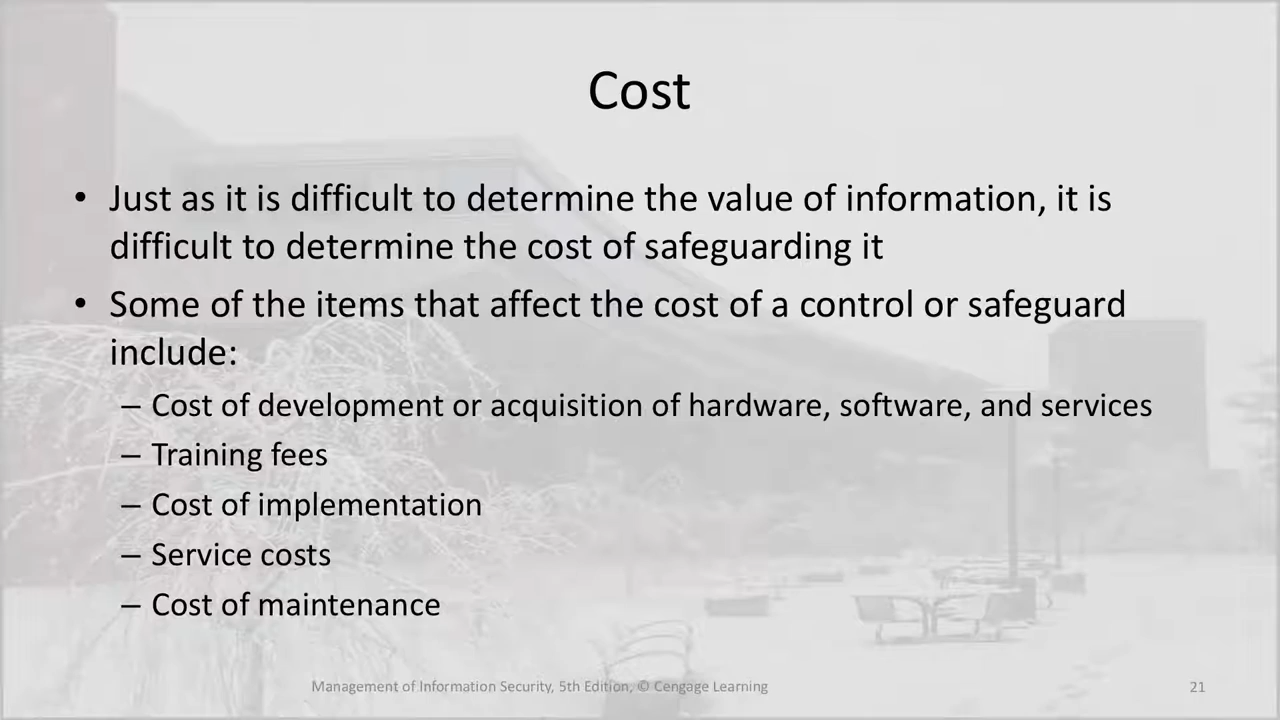 Cost
• Just as it is difficult to determine the value of information, it is
difficult to determine the cost of safeguarding it
• Some of the items that affect the cost of a control or safeguard
include:
– Cost of development or acquisition of hardware, software, and services
– Training fees
– Cost of implementation
– Service costs
– Cost of maintenance
Management of Information Security, 5th Edition, © Cengage Learning
21